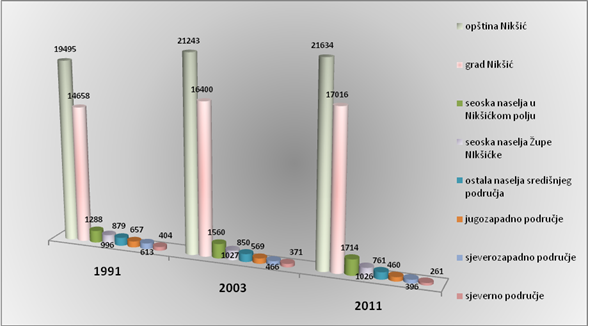 19495
14658
1288
996
879
657
613
404
1991
21243
16400
1560
1027
850
569
466
371
2003
21634
17016
1714
1026
761
460
396
261
2011
opština Nikšić
grad Nikšić
seoska naselja u
Nikšićkom polju
seoska naselja Župe
NIkšićke
ostala naselja središnjeg
područja
jugozapadno područje
sjeverozapadno područje
sjeverno područje